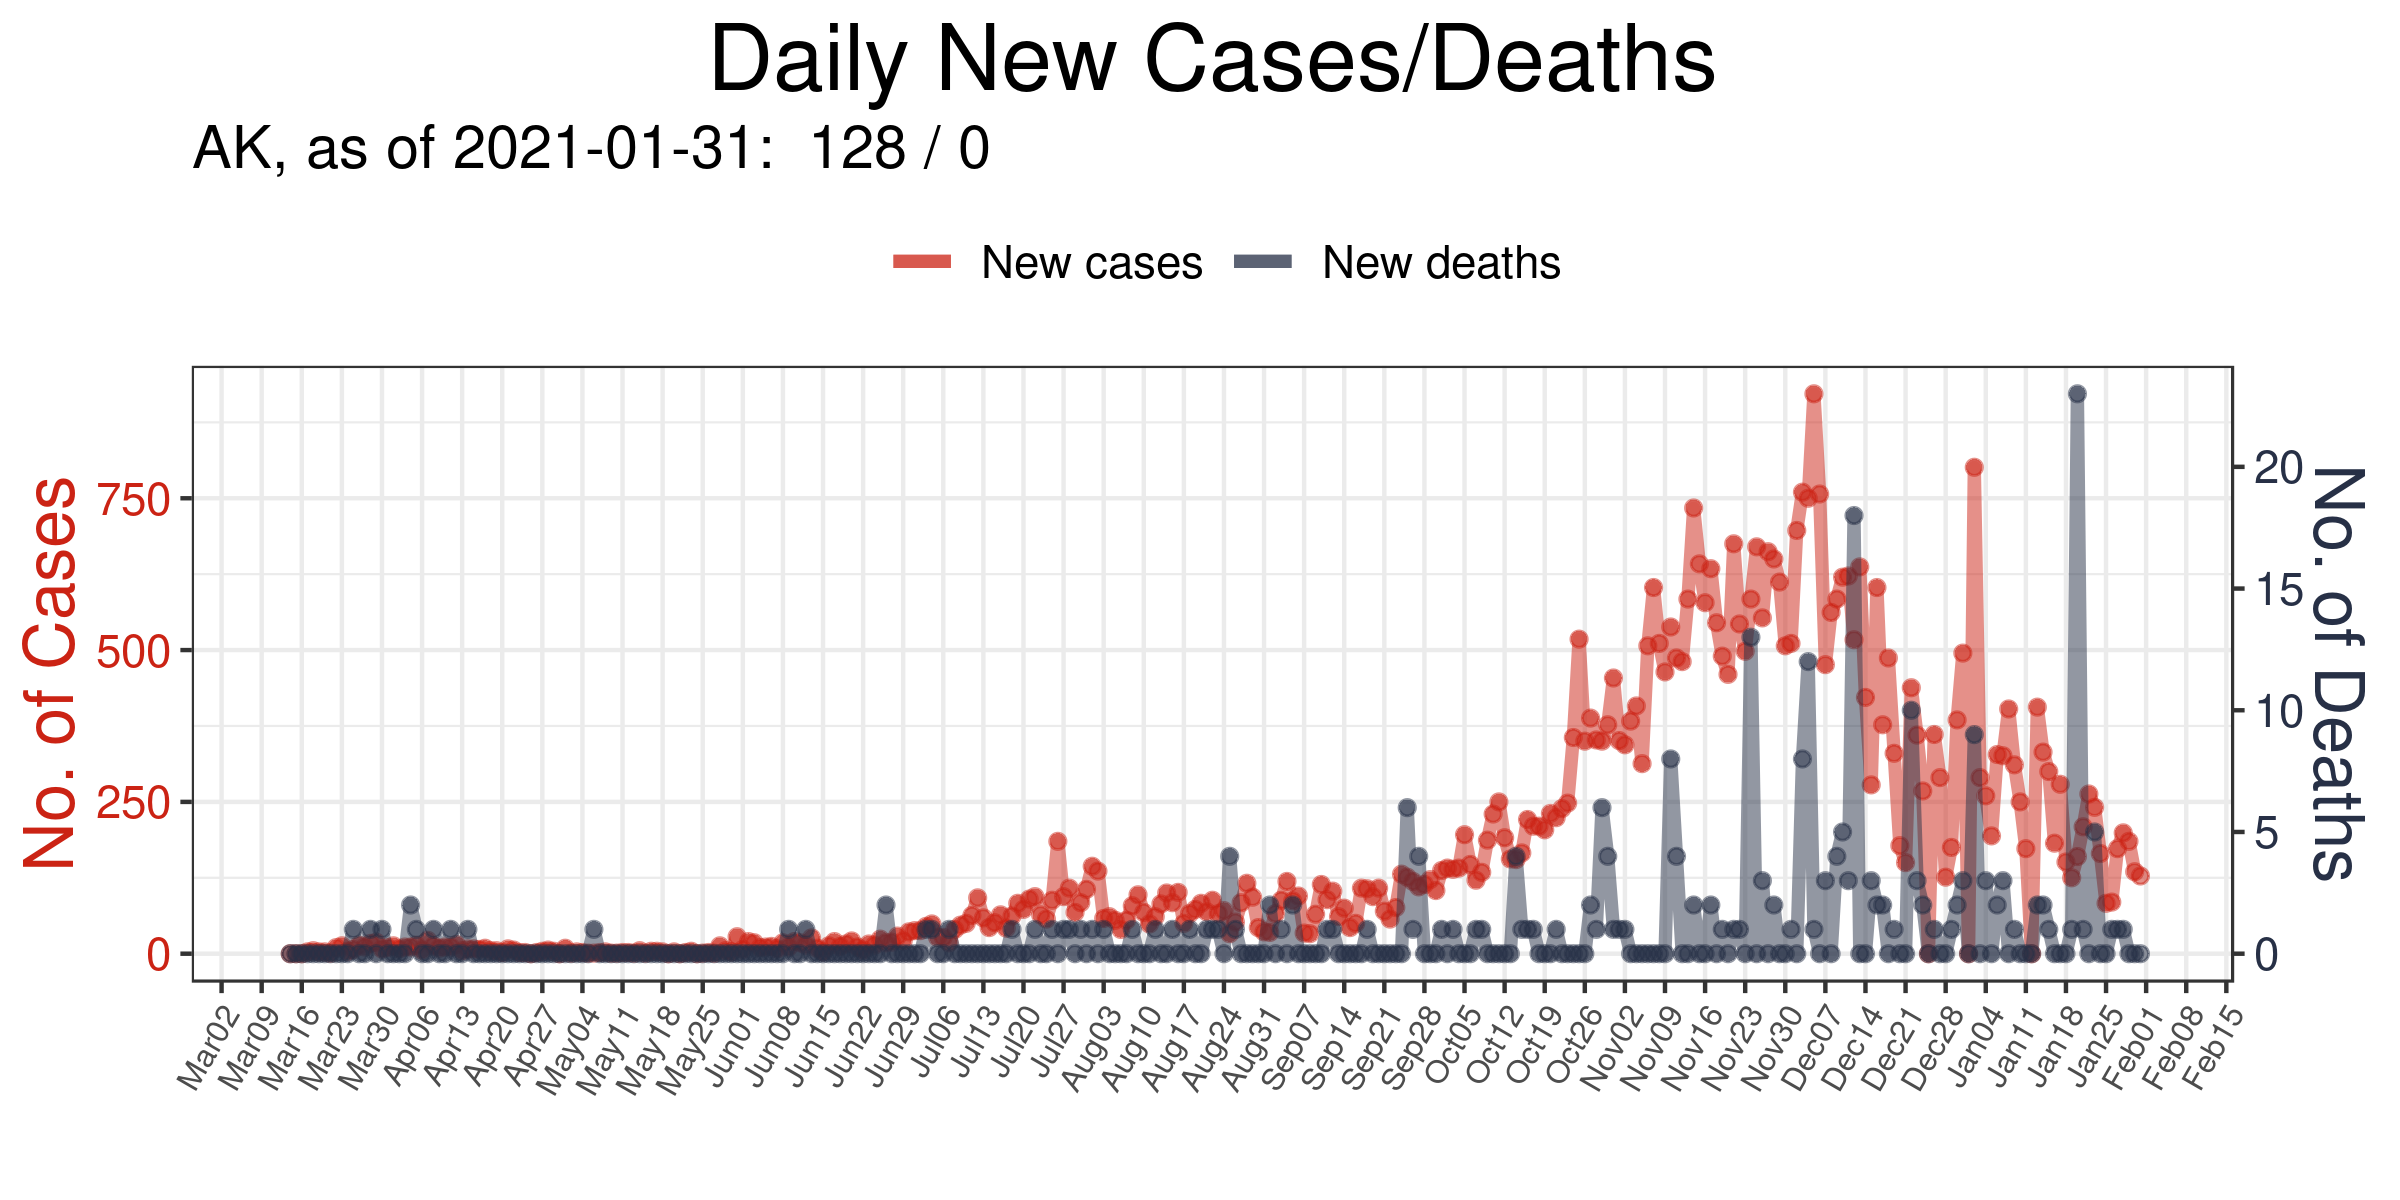 Daily New Cases/Deaths
AK, as of 2021-01-31:  128 / 0
New cases New deaths
No. of Cases
750
500
250
0
20
15
10
5
0
No. of Deaths
Mar02 Mar09 Mar16 Mar23 Mar30 Apr06 Apr13 Apr20 Apr27 May04 May11 May18 May25 Jun01 Jun08 Jun15 Jun22 Jun29 Jul06 Jul13 Jul20 Jul27 Aug03 Aug10 Aug17 Aug24 Aug31 Sep07 Sep14 Sep21 Sep28 Oct05 Oct12 Oct19 Oct26 Nov02 Nov09 Nov16 Nov23 Nov30 Dec07 Dec14 Dec21 Dec28 Jan04 Jan11 Jan18 Jan25 Feb01 Feb08 Feb15